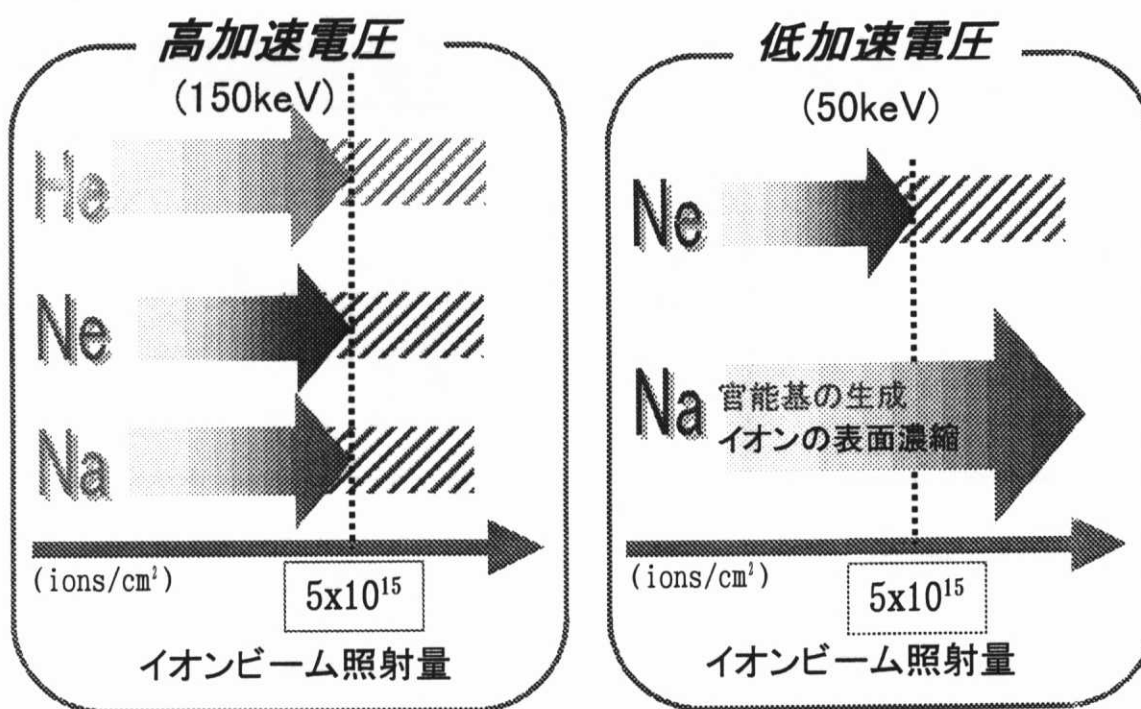 高加速電圧
(150keV)
He
Ne
Na
(ions/cm²)
5x10¹⁵
イオンビーム照射量
低加速電圧
(50keV)
Ne
Na
官能基の生成
イオンの表面濃縮
(ions/cm²)
5x10¹⁵
イオンビーム照射量